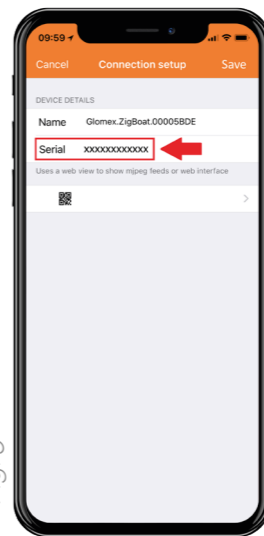 09:59
Cancel Connection setup Save
DEVICE DETAILS
Name Glomex.ZigBoat.00005BDE
Serial xxxxxxxxxxxx
Uses a web view to show mjpeg feeds or web interface